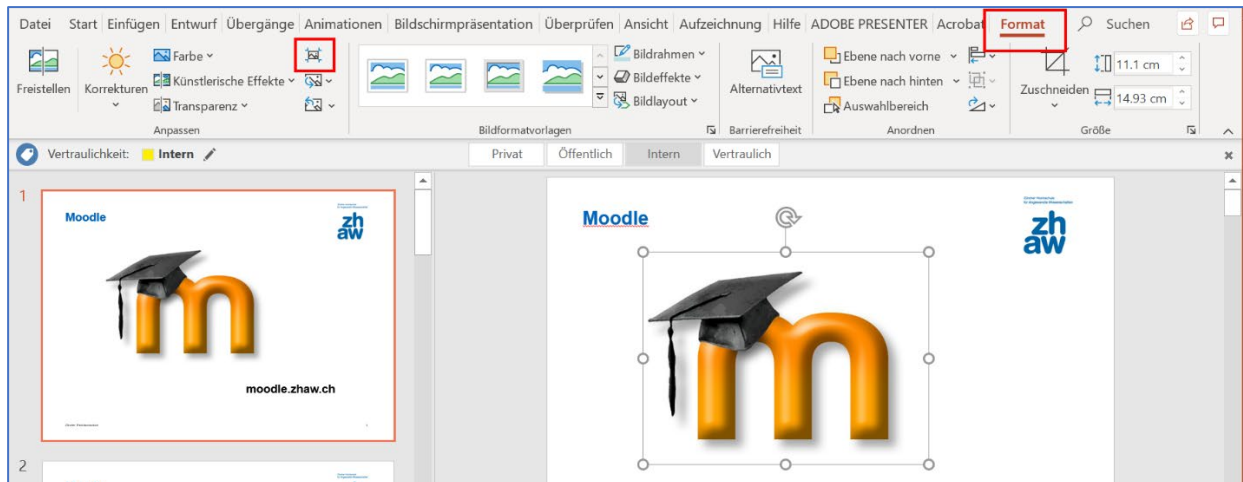 Datei Start Einfügen Entwurf Übergänge Animationen Bildschirmpräsentation Überprüfen Ansicht Aufzeichnung Hilfe ADOBE PRESENTER Acrobat Format Suchen
Freistellen
Korrekturen
Farbe
Künstlerische Effekte
Transparenz
Anpassen
Bildrahmen
Bildeffekte
Bildlayout
Bildformatvorlagen
Alternativtext
Barrierefreiheit
Ebene nach vorne
Ebene nach hinten
Auswahlbereich
Anordnen
Zuschneiden
11.1 cm
14.93 cm
Größe
Vertraulichkeit: Intern Privat Öffentlich Intern Vertraulich
1
Moodle
zh
aw
m
moodle.zhaw.ch
2
Moodle
zh
aw
m